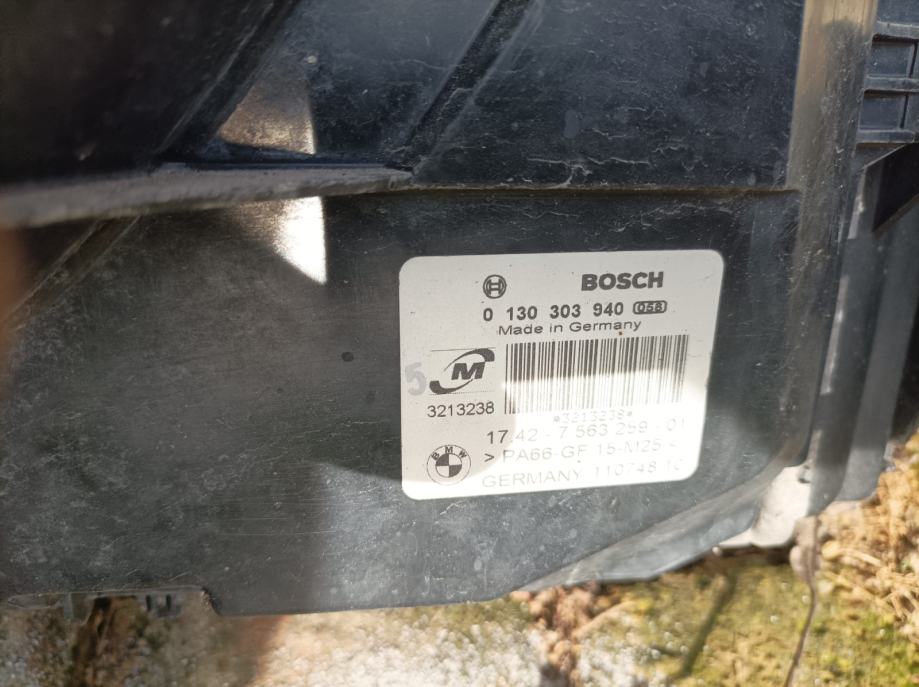 BOSCH
0 130 303 940 058
Made in Germany
5
M
3213238
*3213238*
17.42 - 7 563 259 - 01
BMW
> PA66-GF 15-M25 <
GERMANY 110748 10